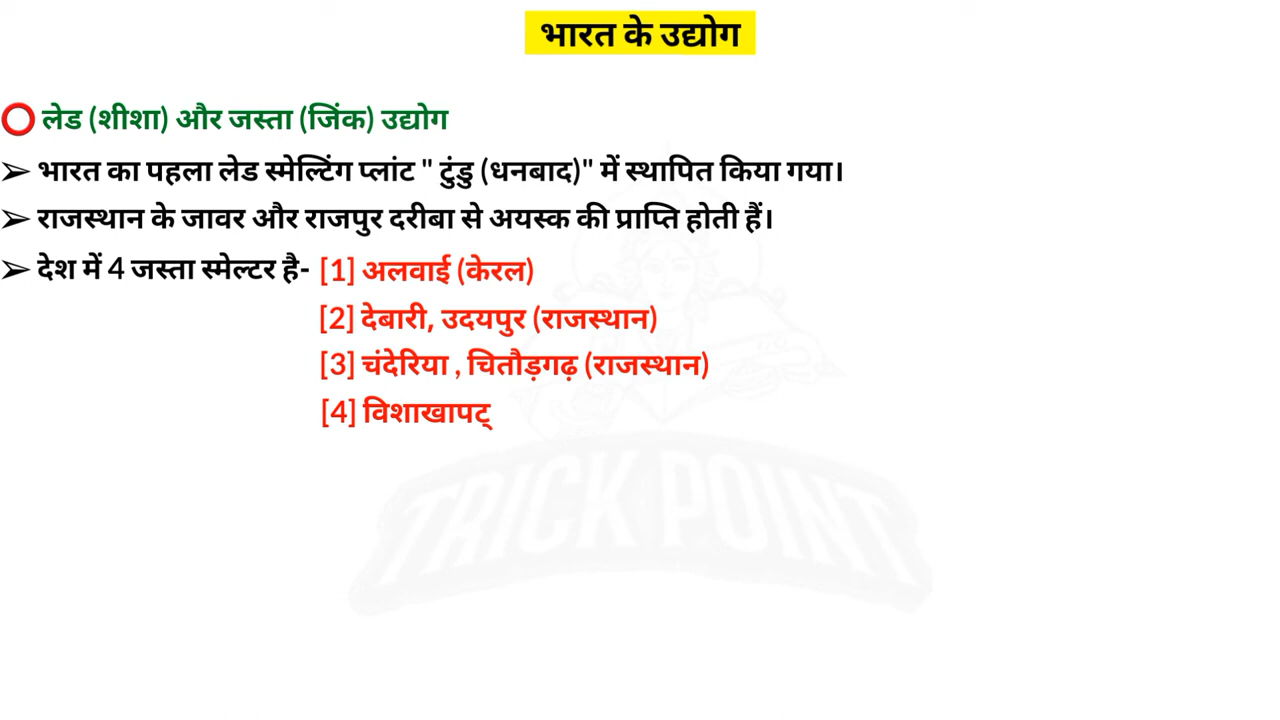 भारत के उद्योग
⭕ लेड (शीशा) और जस्ता (जिंक) उद्योग
➢ भारत का पहला लेड स्मेल्टिंग प्लांट " टुंडु (धनबाद)" में स्थापित किया गया।
➢ राजस्थान के जावर और राजपुर दरीबा से अयस्क की प्राप्ति होती हैं।
➢ देश में 4 जस्ता स्मेल्टर है- [1] अलवाई (केरल)
[2] देबारी, उदयपुर (राजस्थान)
[3] चंदेरिया , चितौड़गढ़ (राजस्थान)
[4] विशाखापट्
TRICK POINT